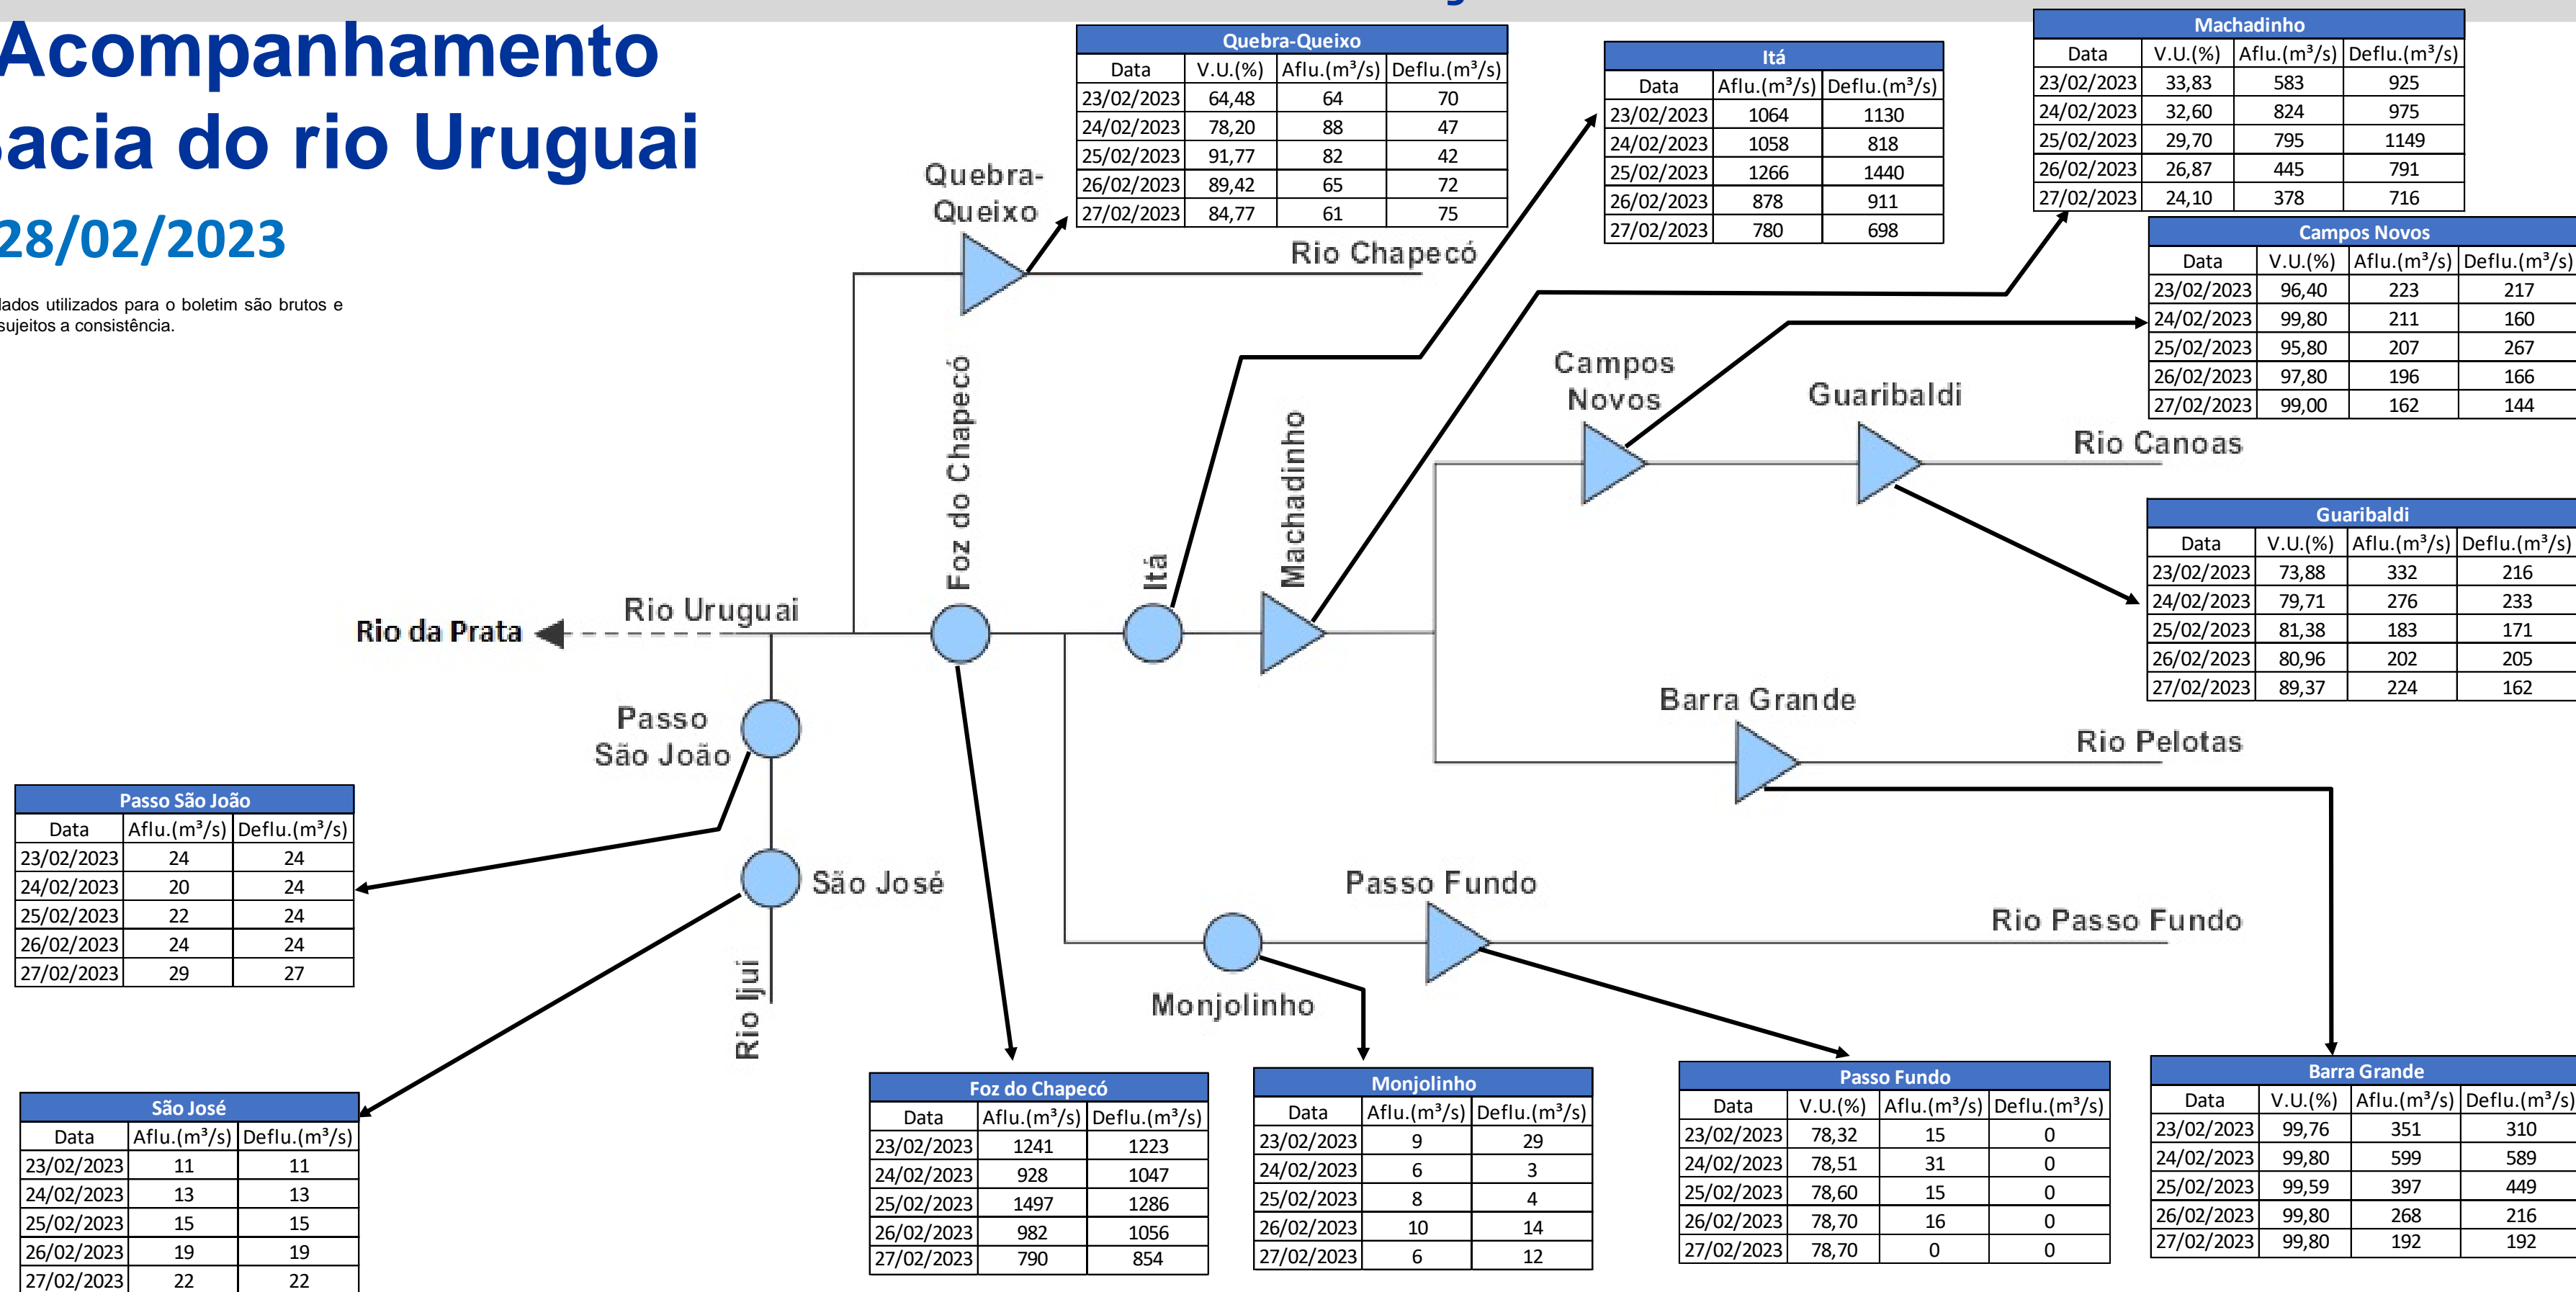 Acompanhamento
acia do rio Uruguai
28/02/2023
lados utilizados para o boletim são brutos e
sujeitos a consistência.
Quebra-Queixo
Data V.U.(%) Aflu.(m³/s) Deflu.(m³/s)
23/02/2023 64,48 64 70
24/02/2023 78,20 88 47
25/02/2023 91,77 82 42
26/02/2023 89,42 65 72
27/02/2023 84,77 61 75
Itá
Data Aflu.(m³/s) Deflu.(m³/s)
23/02/2023 1064 1130
24/02/2023 1058 818
25/02/2023 1266 1440
26/02/2023 878 911
27/02/2023 780 698
Machadinho
Data V.U.(%) Aflu.(m³/s) Deflu.(m³/s)
23/02/2023 33,83 583 925
24/02/2023 32,60 824 975
25/02/2023 29,70 795 1149
26/02/2023 26,87 445 791
27/02/2023 24,10 378 716
Campos Novos
Data V.U.(%) Aflu.(m³/s) Deflu.(m³/s)
23/02/2023 96,40 223 217
24/02/2023 99,80 211 160
25/02/2023 95,80 207 267
26/02/2023 97,80 196 166
27/02/2023 99,00 162 144
Guaribaldi
Data V.U.(%) Aflu.(m³/s) Deflu.(m³/s)
23/02/2023 73,88 332 216
24/02/2023 79,71 276 233
25/02/2023 81,38 183 171
26/02/2023 80,96 202 205
27/02/2023 89,37 224 162
Quebra-
Queixo
Rio Chapecó
Foz do Chapecó
Itá
Machadinho
Campos
Novos
Guaribaldi
Rio Canoas
Rio da Prata
Rio Uruguai
Barra Grande
Rio Pelotas
Passo
São João
São José
Rio Ijui
Passo Fundo
Rio Passo Fundo
Monjolinho
Passo São João
Data Aflu.(m³/s) Deflu.(m³/s)
23/02/2023 24 24
24/02/2023 20 24
25/02/2023 22 24
26/02/2023 24 24
27/02/2023 29 27
São José
Data Aflu.(m³/s) Deflu.(m³/s)
23/02/2023 11 11
24/02/2023 13 13
25/02/2023 15 15
26/02/2023 19 19
27/02/2023 22 22
Foz do Chapecó
Data Aflu.(m³/s) Deflu.(m³/s)
23/02/2023 1241 1223
24/02/2023 928 1047
25/02/2023 1497 1286
26/02/2023 982 1056
27/02/2023 790 854
Monjolinho
Data Aflu.(m³/s) Deflu.(m³/s)
23/02/2023 9 29
24/02/2023 6 3
25/02/2023 8 4
26/02/2023 10 14
27/02/2023 6 12
Passo Fundo
Data V.U.(%) Aflu.(m³/s) Deflu.(m³/s)
23/02/2023 78,32 15 0
24/02/2023 78,51 31 0
25/02/2023 78,60 15 0
26/02/2023 78,70 16 0
27/02/2023 78,70 0 0
Barra Grande
Data V.U.(%) Aflu.(m³/s) Deflu.(m³/s)
23/02/2023 99,76 351 310
24/02/2023 99,80 599 589
25/02/2023 99,59 397 449
26/02/2023 99,80 268 216
27/02/2023 99,80 192 192